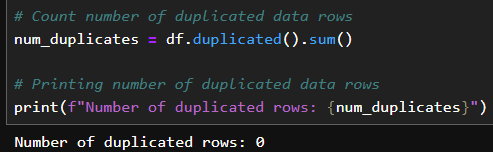 # Count number of duplicated data rows
num_duplicates = df.duplicated().sum()
# Printing number of duplicated data rows
print(f"Number of duplicated rows: {num_duplicates}")
Number of duplicated rows: 0